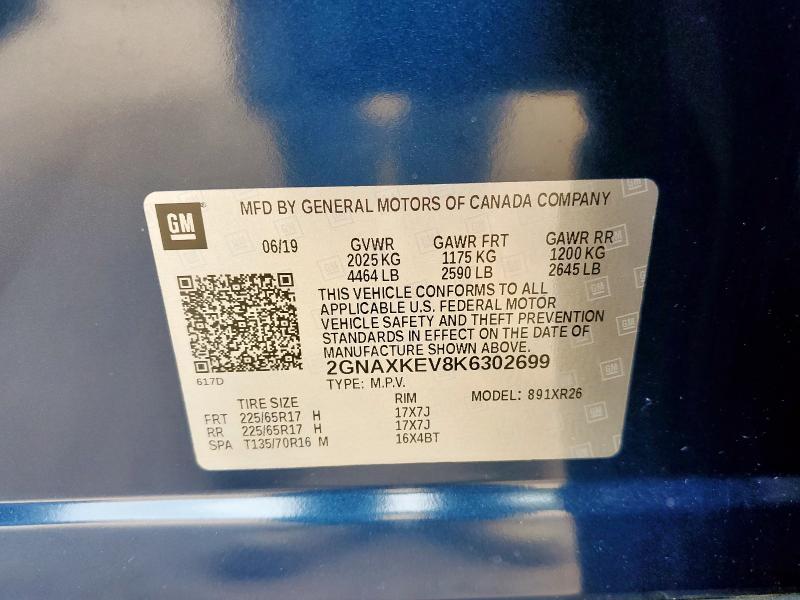 GM
MFD BY GENERAL MOTORS OF CANADA COMPANY
06/19 GVWR GAWR FRT GAWR RR
2025 KG 1175 KG 1200 KG
4464 LB 2590 LB 2645 LB
THIS VEHICLE CONFORMS TO ALL
APPLICABLE U.S. FEDERAL MOTOR
VEHICLE SAFETY AND THEFT PREVENTION
STANDARDS IN EFFECT ON THE DATE OF
MANUFACTURE SHOWN ABOVE.
2GNAXKEV8K6302699
617D
TYPE: M.P.V. MODEL: 891XR26
TIRE SIZE RIM
FRT 225/65R17 H 17X7J
RR 225/65R17 H 17X7J
SPA T135/70R16 M 16X4BT